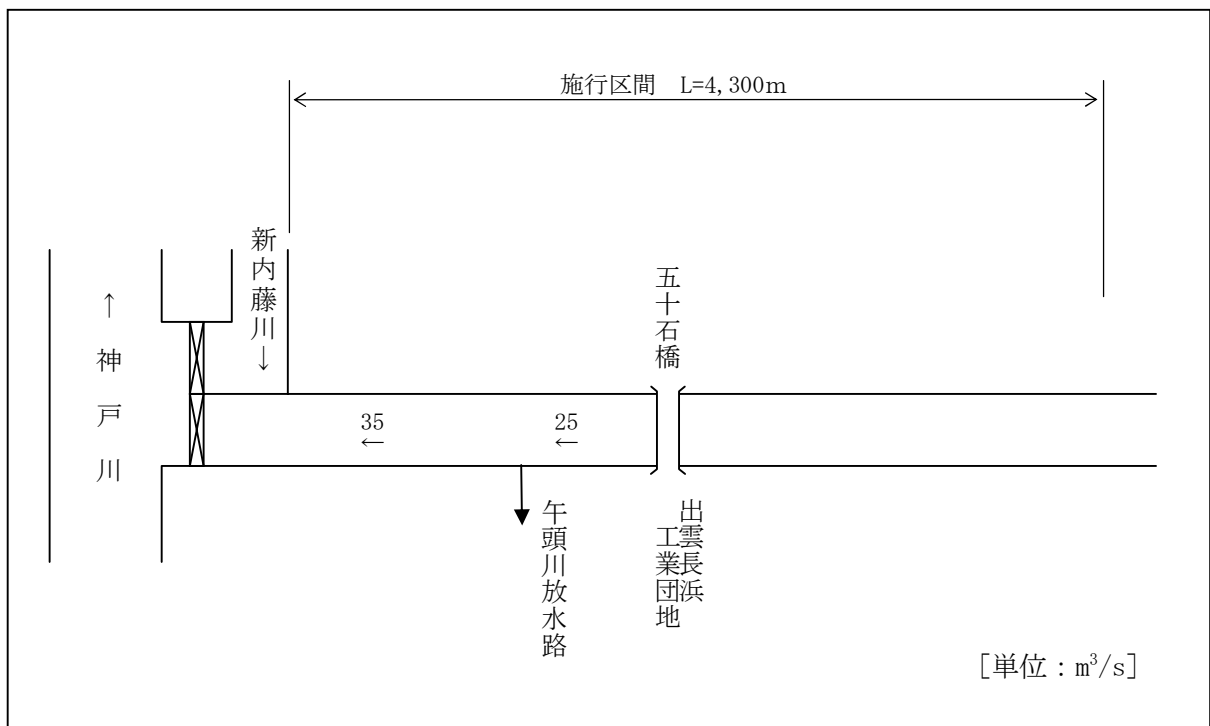 施行区間 L=4,300m
新内藤川↓
五十石橋
↑神戸川
35
←
25
←
午頭川放水路
出雲長浜
工業団地
[単位:m³/s]